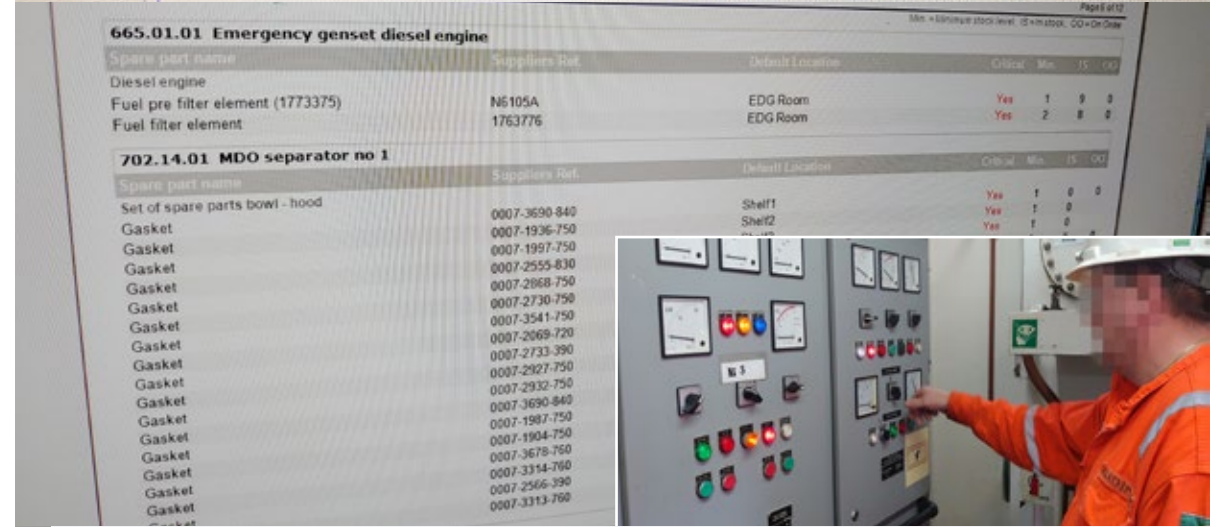 Page 6 of 12
Min. = Minimum stock level, IS = In stock, OO = On Order
665.01.01 Emergency genset diesel engine
Spare part name Suppliers Ref. Default Location Critical Min. IS OO
Diesel engine
Fuel pre filter element (1773375) N6105A EDG Room Yes 1 9 0
Fuel filter element 1763776 EDG Room Yes 2 8 0
702.14.01 MDO separator no 1
Spare part name Suppliers Ref. Default Location Critical Min. IS OO
Set of spare parts bowl - hood 0007-3690-840 Shelf1 Yes 1 0 0
Gasket 0007-1936-750 Shelf2 Yes 1 0
Gasket 0007-1997-750 Yes 1 0
Gasket 0007-2555-830
Gasket 0007-2868-750
Gasket 0007-2730-750
Gasket 0007-3541-750
Gasket 0007-2069-720
Gasket 0007-2733-390
Gasket 0007-2927-750
Gasket 0007-2932-750
Gasket 0007-3690-840
Gasket 0007-1987-750
Gasket 0007-1904-750
Gasket 0007-3678-760
Gasket 0007-3314-760
Gasket 0007-2566-390
Gasket 0007-3313-760
№ 3